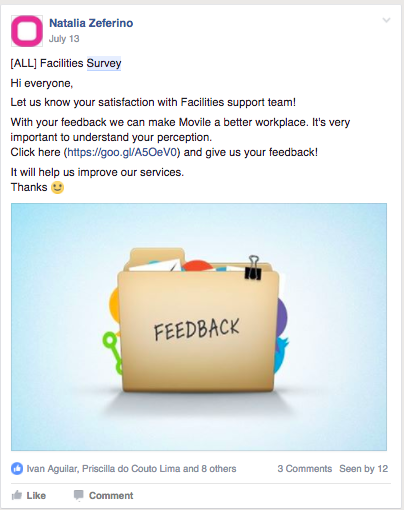 Natalia Zeferino
July 13
[ALL] Facilities Survey
Hi everyone,
Let us know your satisfaction with Facilities support team!
With your feedback we can make Movile a better workplace. It's very
important to understand your perception.
Click here (https://goo.gl/A5OeV0) and give us your feedback!
It will help us improve our services.
Thanks 😉
FEEDBACK
Ivan Aguilar, Priscilla do Couto Lima and 8 others 3 Comments Seen by 12
Like Comment